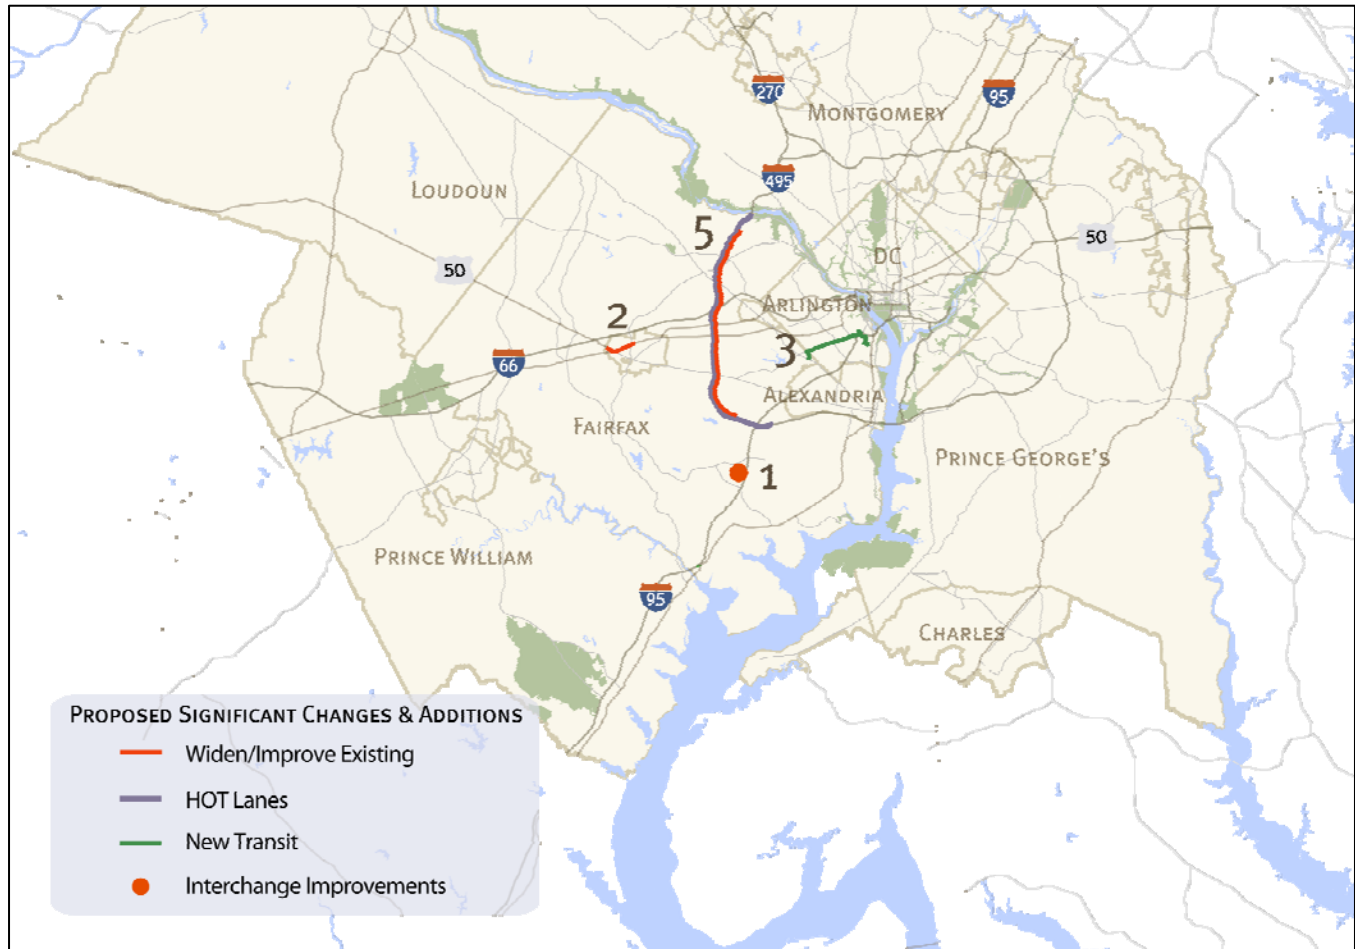 270
95
MONTGOMERY
495
LOUDOUN
5
50
DC
50
ARLINGTON
2
3
66
ALEXANDRIA
FAIRFAX
PRINCE GEORGE'S
1
PRINCE WILLIAM
95
CHARLES
PROPOSED SIGNIFICANT CHANGES & ADDITIONS
Widen/Improve Existing
HOT Lanes
New Transit
Interchange Improvements